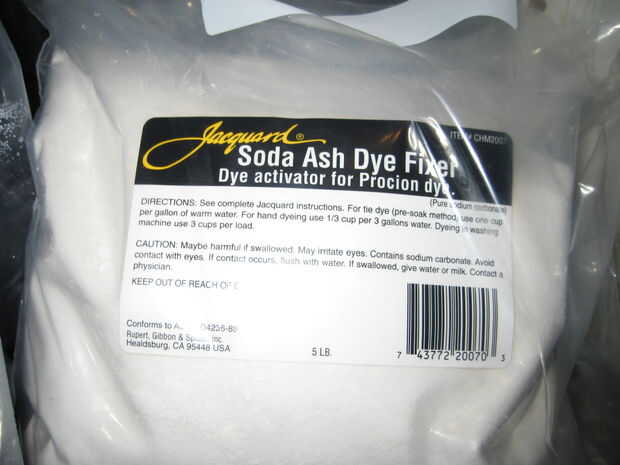 Jacquard®
ITEM# CHM2007
Soda Ash Dye Fixer
Dye activator for Procion dye.
(Pure sodium carbonate)
DIRECTIONS: See complete Jacquard instructions. For tie dye (pre-soak method) use one cup
per gallon of warm water. For hand dyeing use 1/3 cup per 3 gallons water. Dyeing in washing
machine use 3 cups per load.
CAUTION: Maybe harmful if swallowed. May irritate eyes. Contains sodium carbonate. Avoid
contact with eyes. If contact occurs, flush with water. If swallowed, give water or milk. Contact a
physician.
KEEP OUT OF REACH OF
Conforms to
Rupert, Gibbon & Inc.
Healdsburg, CA 95448 USA
5 LB.
7 43772 20070 3